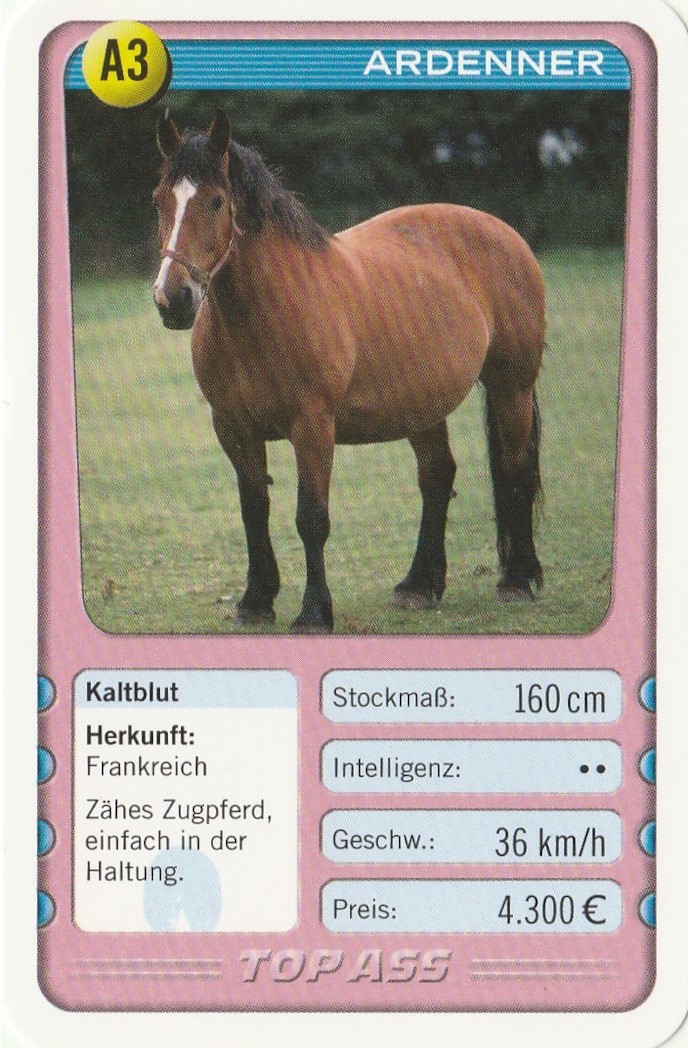 A3
ARDENNER
Kaltblut
Herkunft:
Frankreich
Zähes Zugpferd,
einfach in der
Haltung.
Stockmaß: 160 cm
Intelligenz: ••
Geschw.: 36 km/h
Preis: 4.300 €
TOP ASS